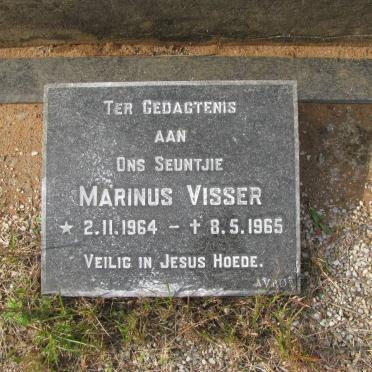 TER GEDAGTENIS
AAN
ONS SEUNTJIE
MARINUS VISSER
★ 2.11.1964 – ✝ 8.5.1965
VEILIG IN JESUS HOEDE.